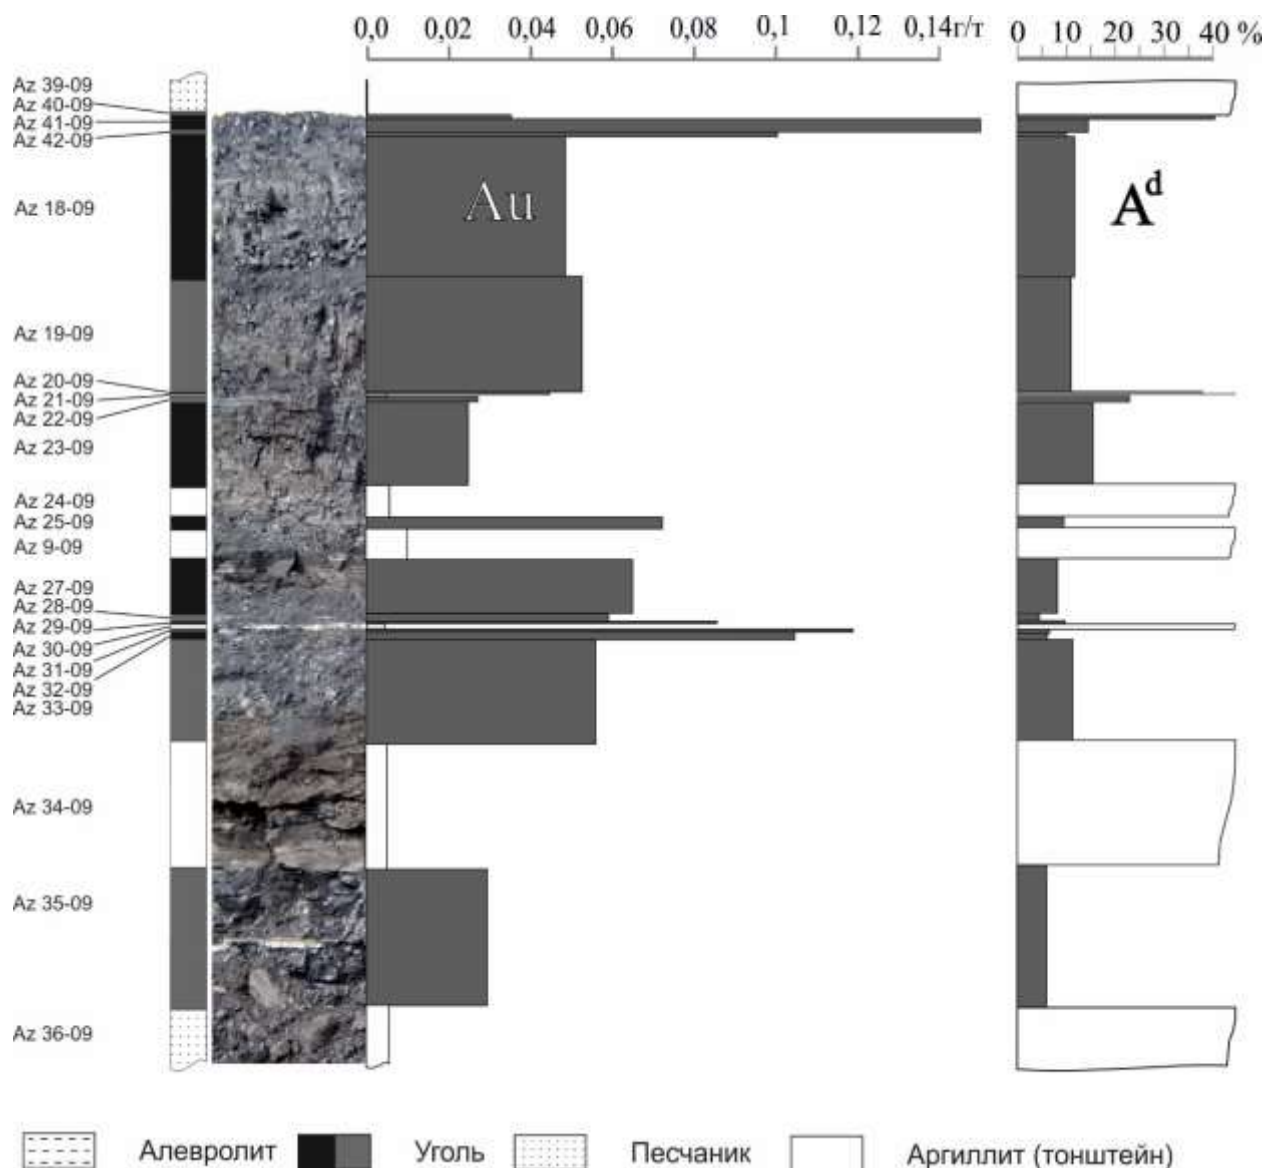 0,0 0,02 0,04 0,06 0,08 0,1 0,12 0,14г/т
0 10 20 30 40 %
Az 39-09
Az 40-09
Az 41-09
Az 42-09
Az 18-09
Au
A^d
Az 19-09
Az 20-09
Az 21-09
Az 22-09
Az 23-09
Az 24-09
Az 25-09
Az 9-09
Az 27-09
Az 28-09
Az 29-09
Az 30-09
Az 31-09
Az 32-09
Az 33-09
Az 34-09
Az 35-09
Az 36-09
Алевролит Уголь Песчаник Аргиллит (тонштейн)